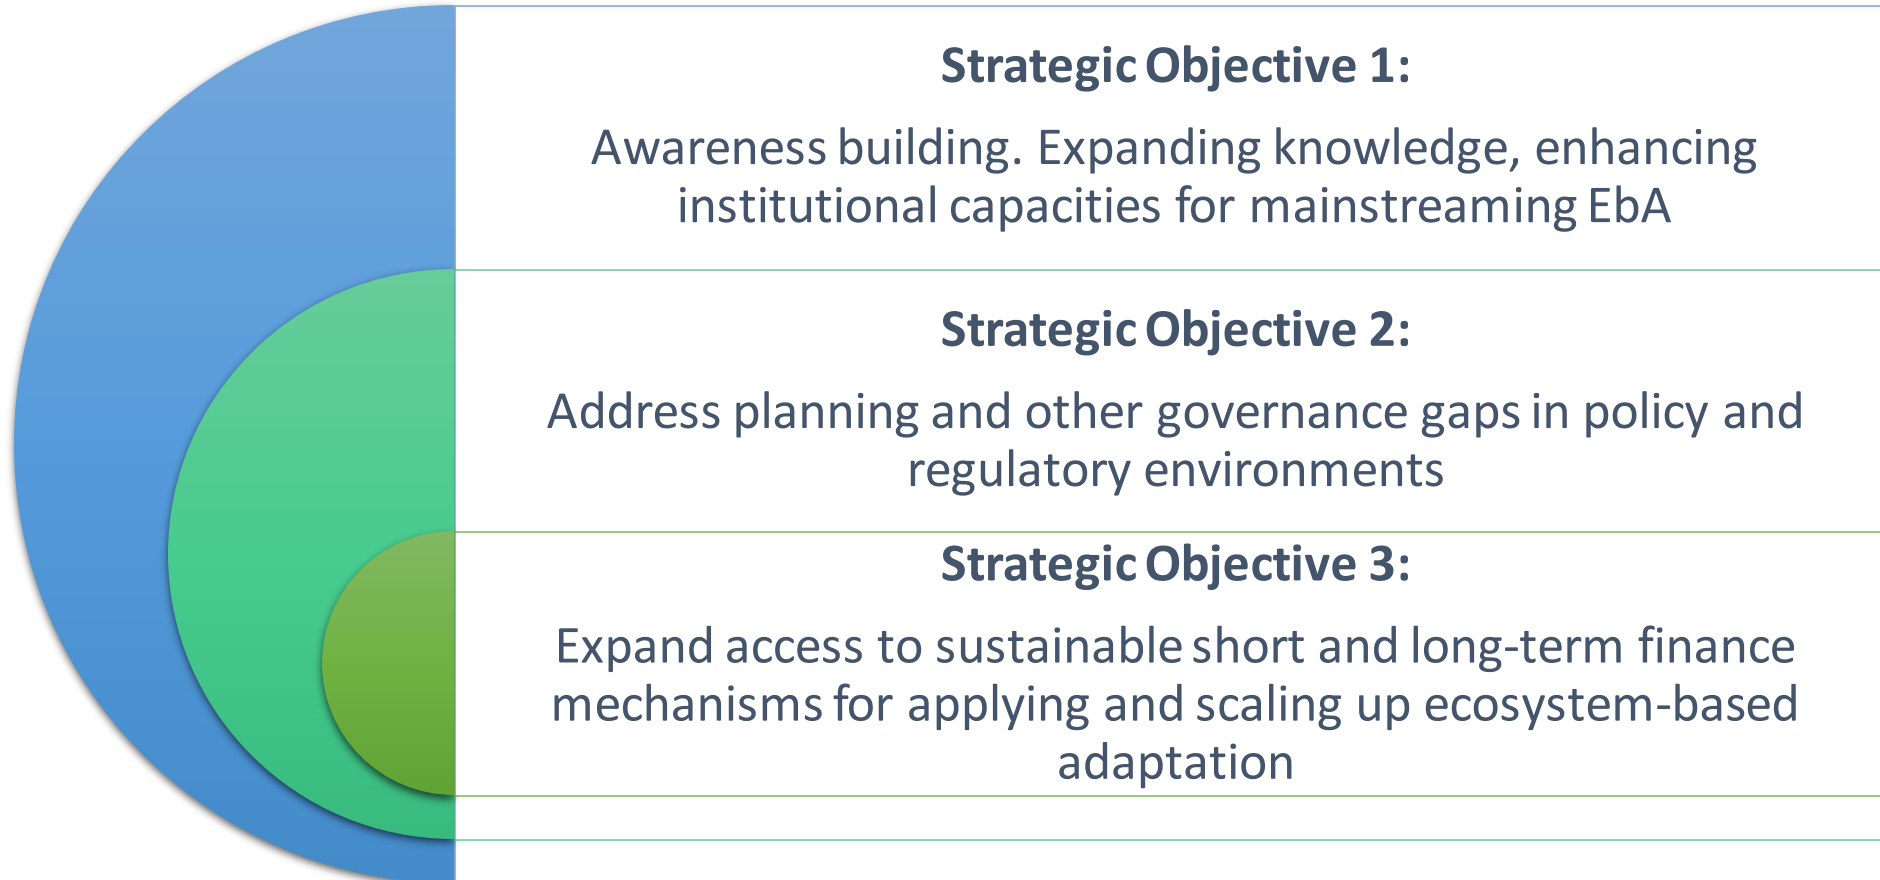 Strategic Objective 1:
Awareness building. Expanding knowledge, enhancing
institutional capacities for mainstreaming EbA
Strategic Objective 2:
Address planning and other governance gaps in policy and
regulatory environments
Strategic Objective 3:
Expand access to sustainable short and long-term finance
mechanisms for applying and scaling up ecosystem-based
adaptation